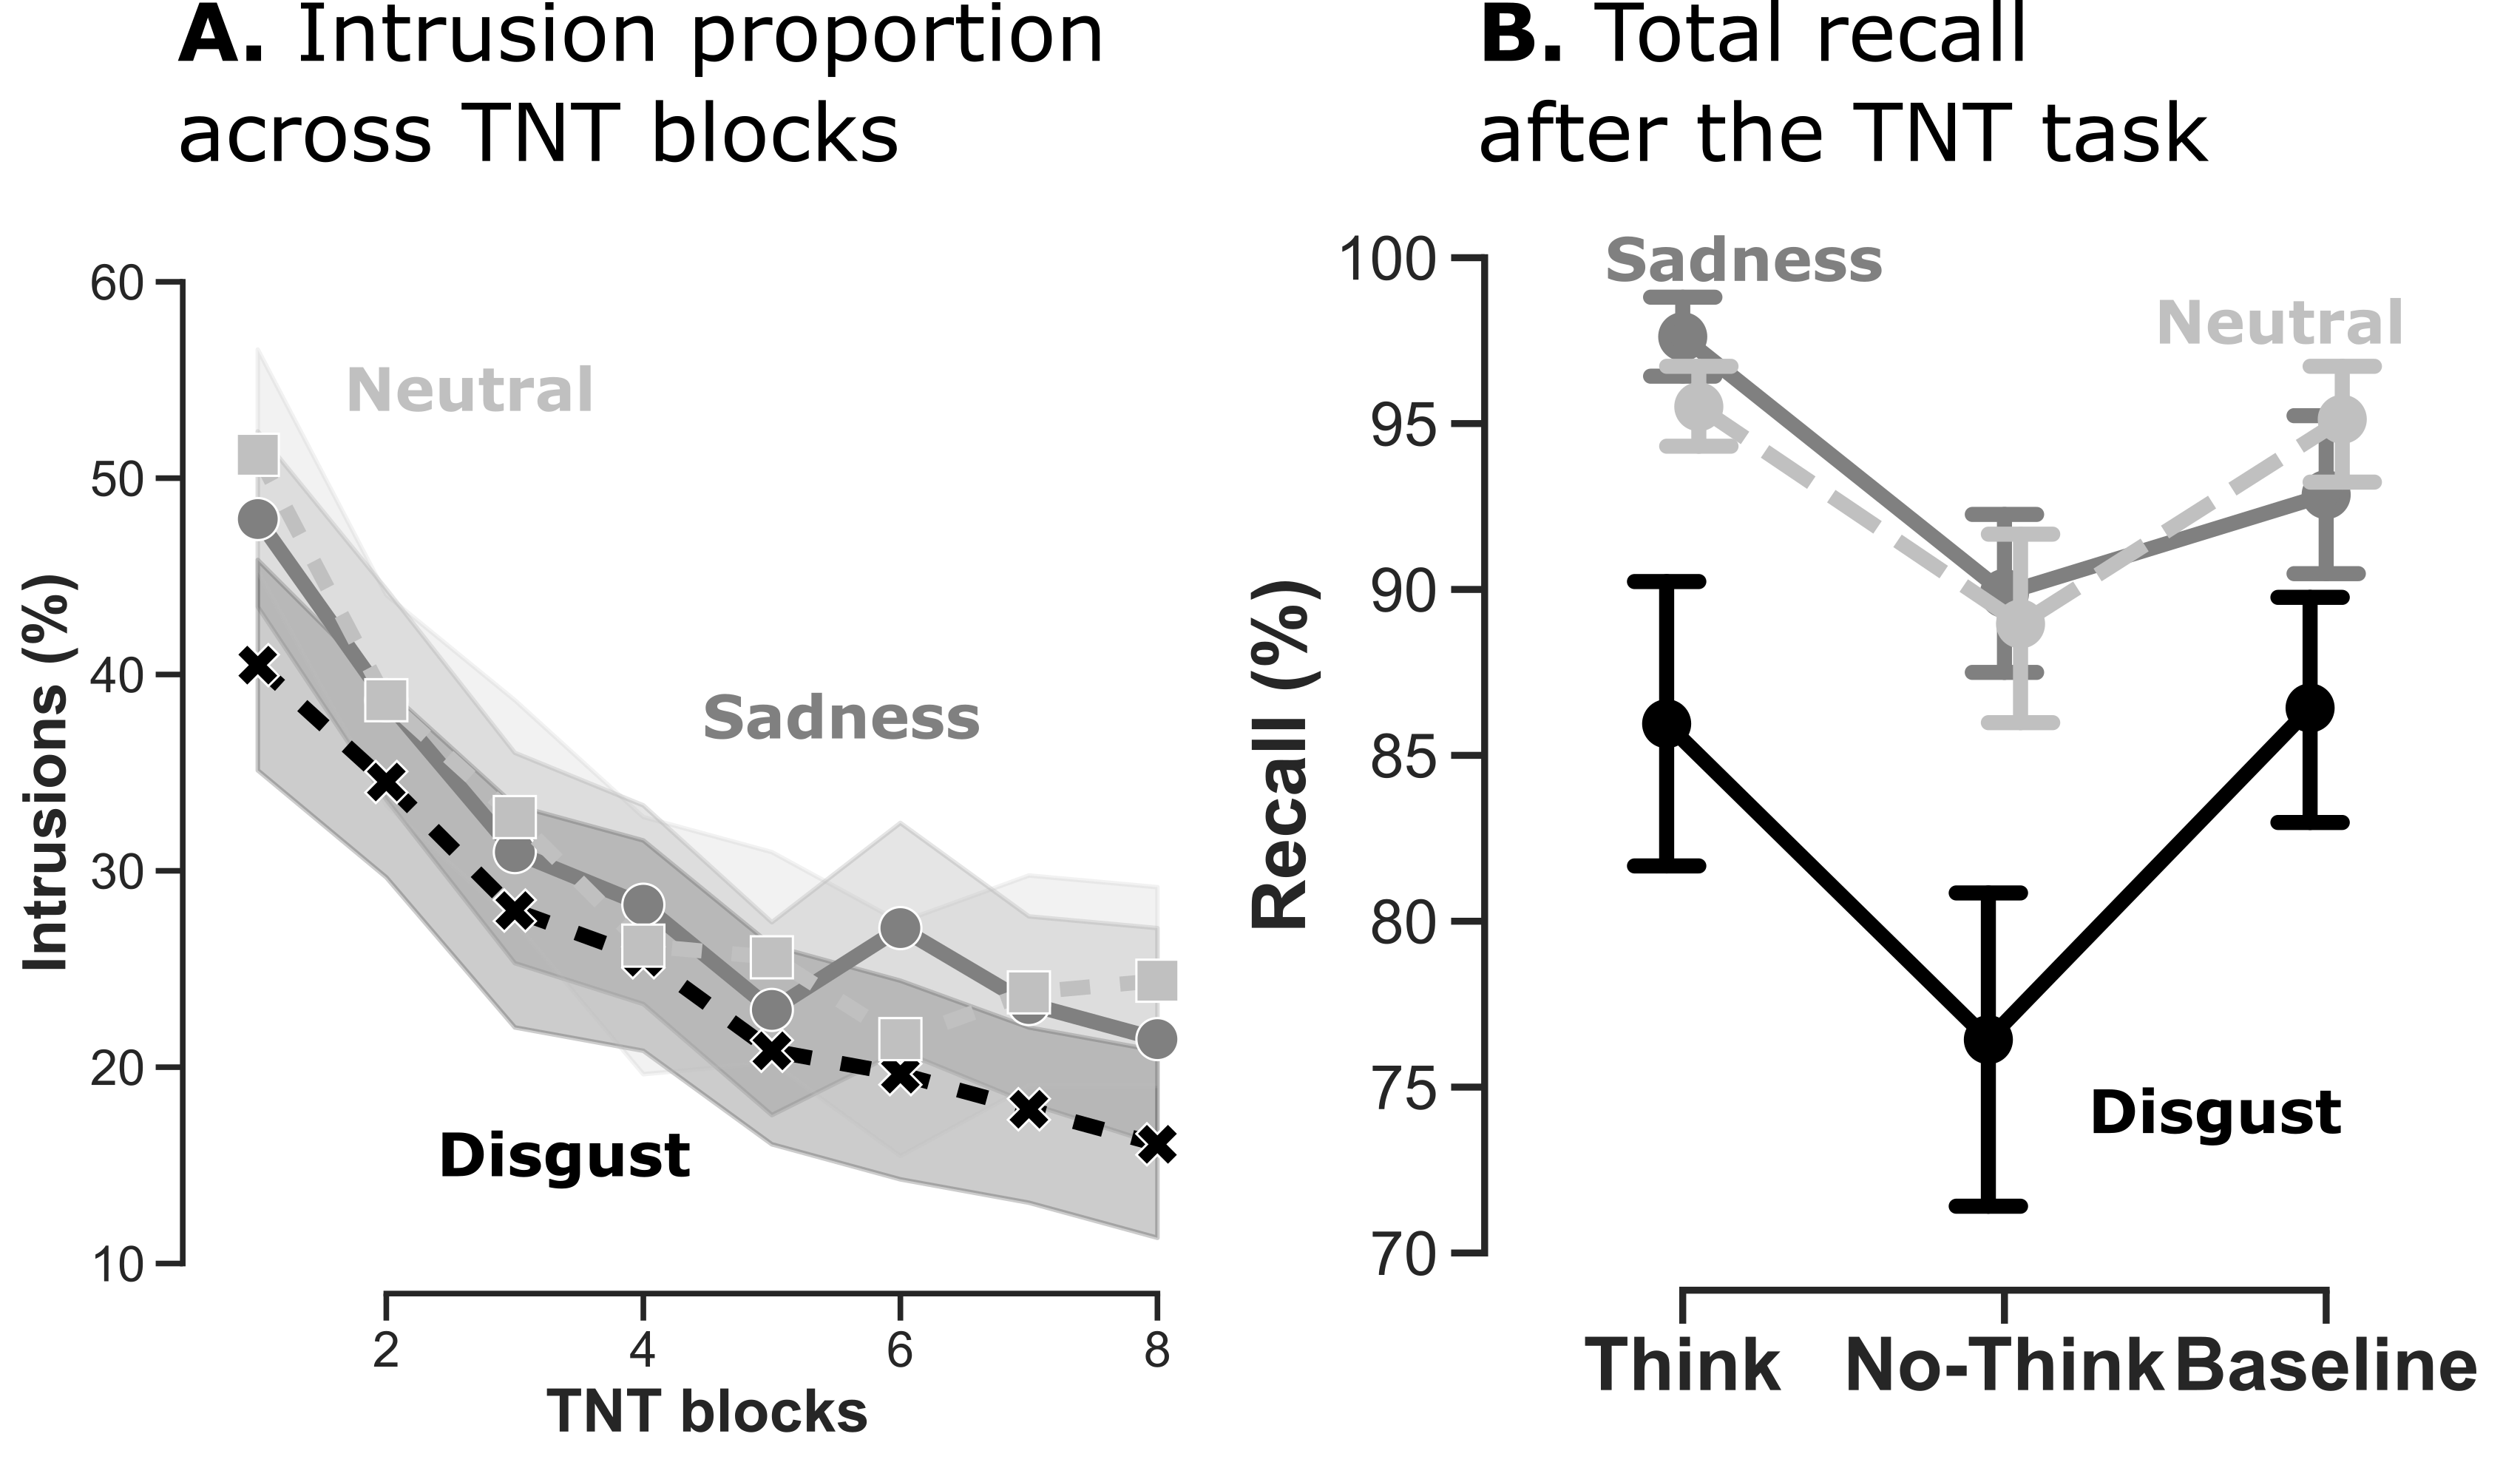 A. Intrusion proportion
across TNT blocks
60
50
40
30
20
10
Intrusions (%)
Neutral
Sadness
Disgust
2 4 6 8
TNT blocks
B. Total recall
after the TNT task
100
95
90
85
80
75
70
Recall (%)
Sadness
Neutral
Disgust
Think No-Think Baseline